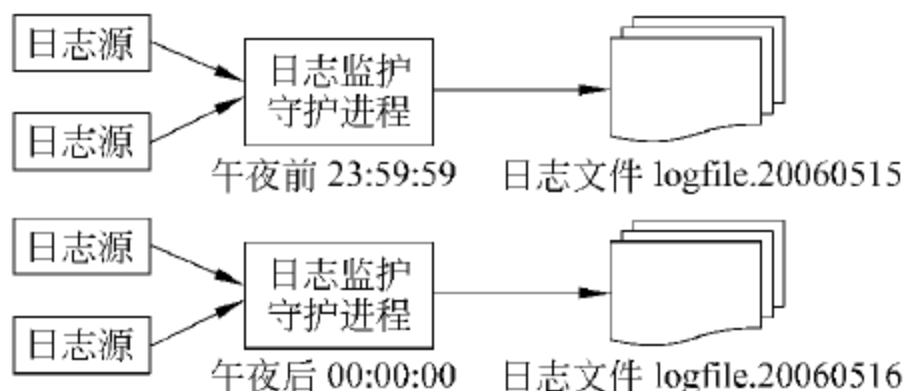 日志源
日志源
日志监护
守护进程
午夜前 23:59:59
日志文件 logfile.20060515
日志源
日志源
日志监护
守护进程
午夜后 00:00:00
日志文件 logfile.20060516